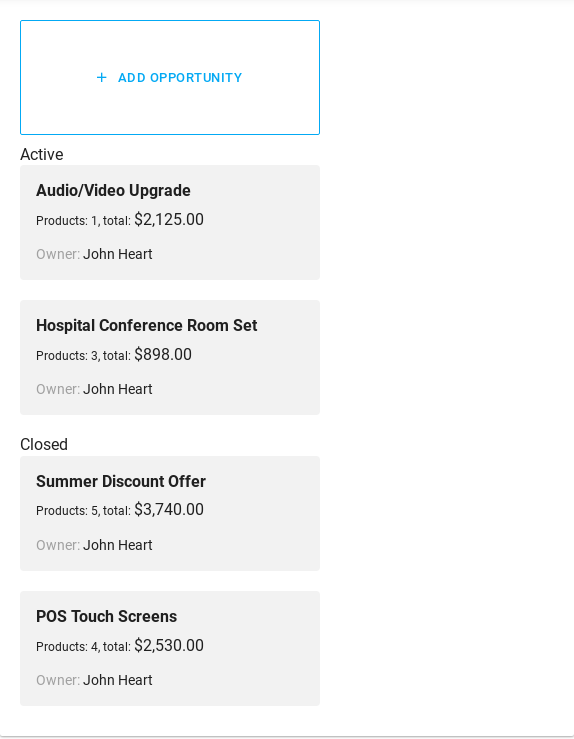 + ADD OPPORTUNITY
Active
Audio/Video Upgrade
Products: 1, total: $2,125.00
Owner: John Heart
Hospital Conference Room Set
Products: 3, total: $898.00
Owner: John Heart
Closed
Summer Discount Offer
Products: 5, total: $3,740.00
Owner: John Heart
POS Touch Screens
Products: 4, total: $2,530.00
Owner: John Heart